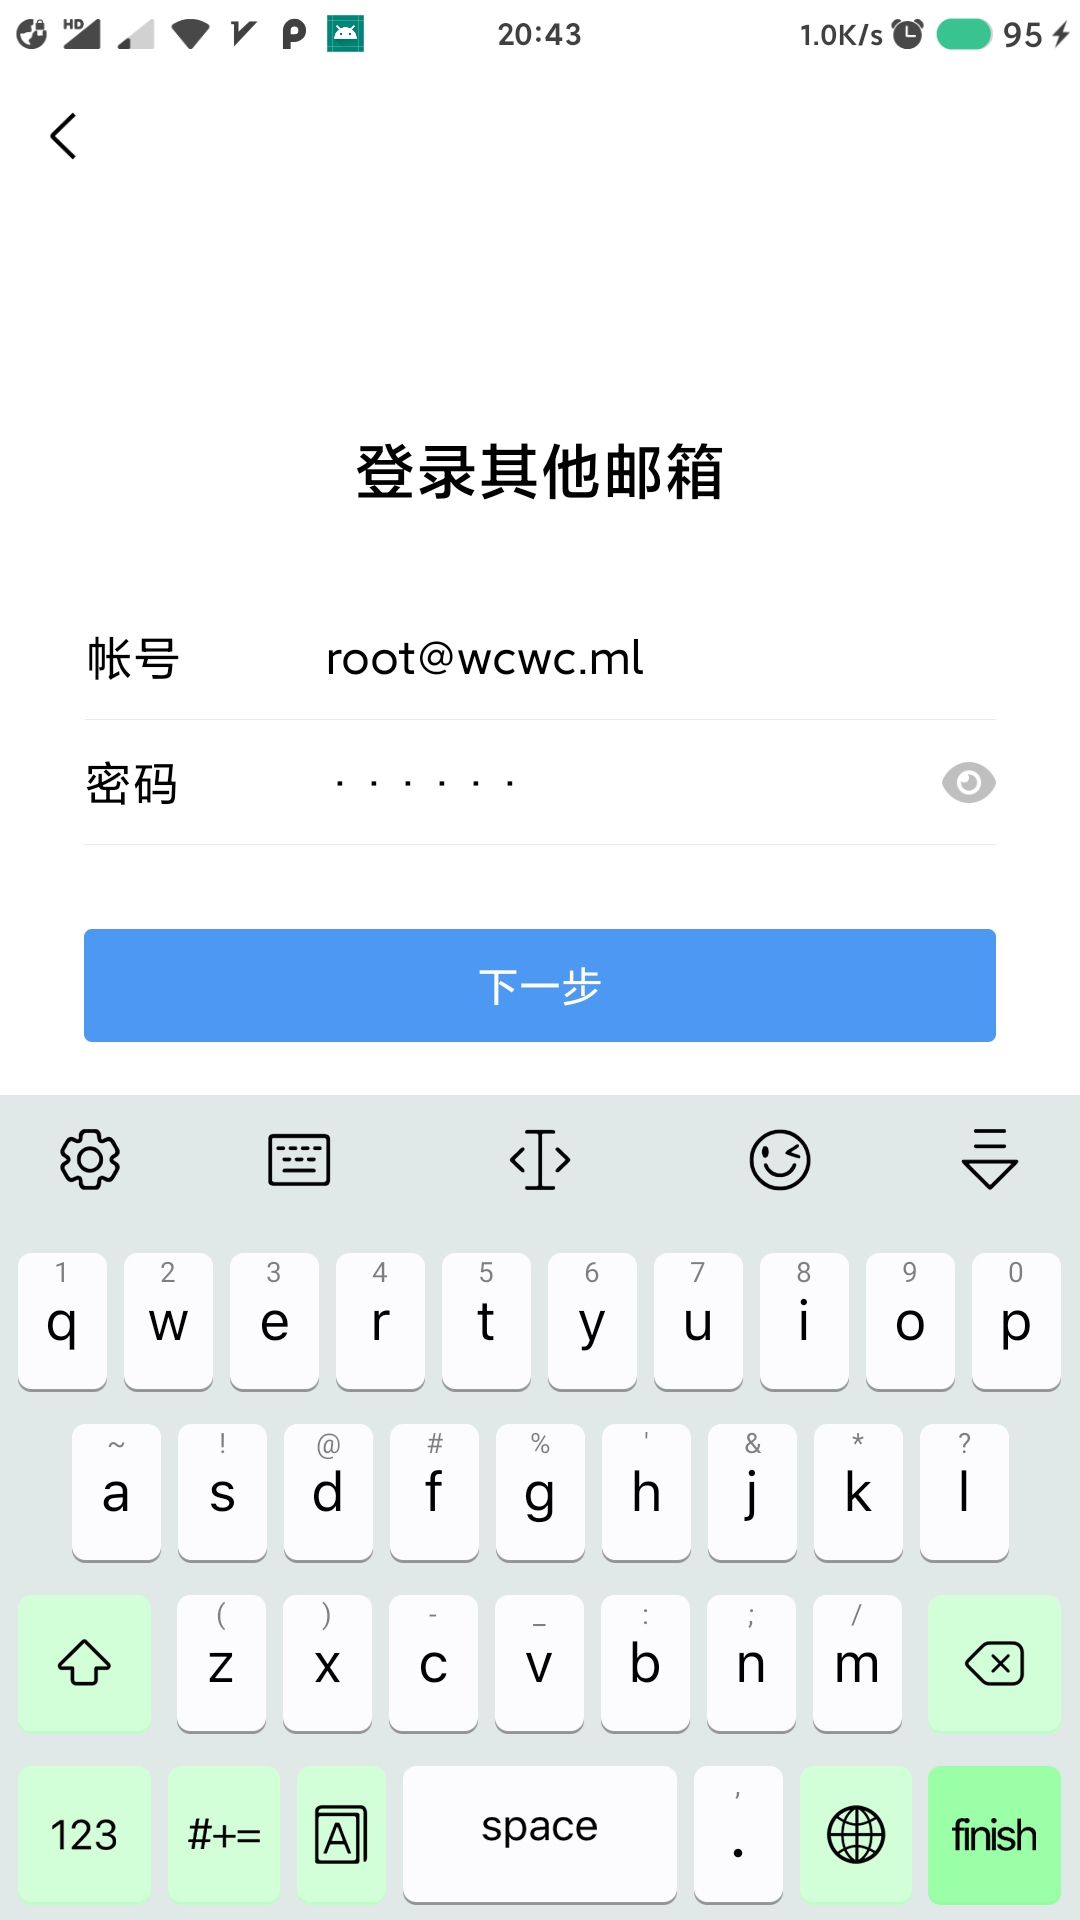 HD 20:43 1.0K/s 95
登录其他邮箱
帐号 root@wcwc.ml
密码 ······
下一步
1 2 3 4 5 6 7 8 9 0
q w e r t y u i o p
~ ! @ # % ' & * ?
a s d f g h j k l
( ) - _ : ; /
z x c v b n m
123 #+= A space , . finish